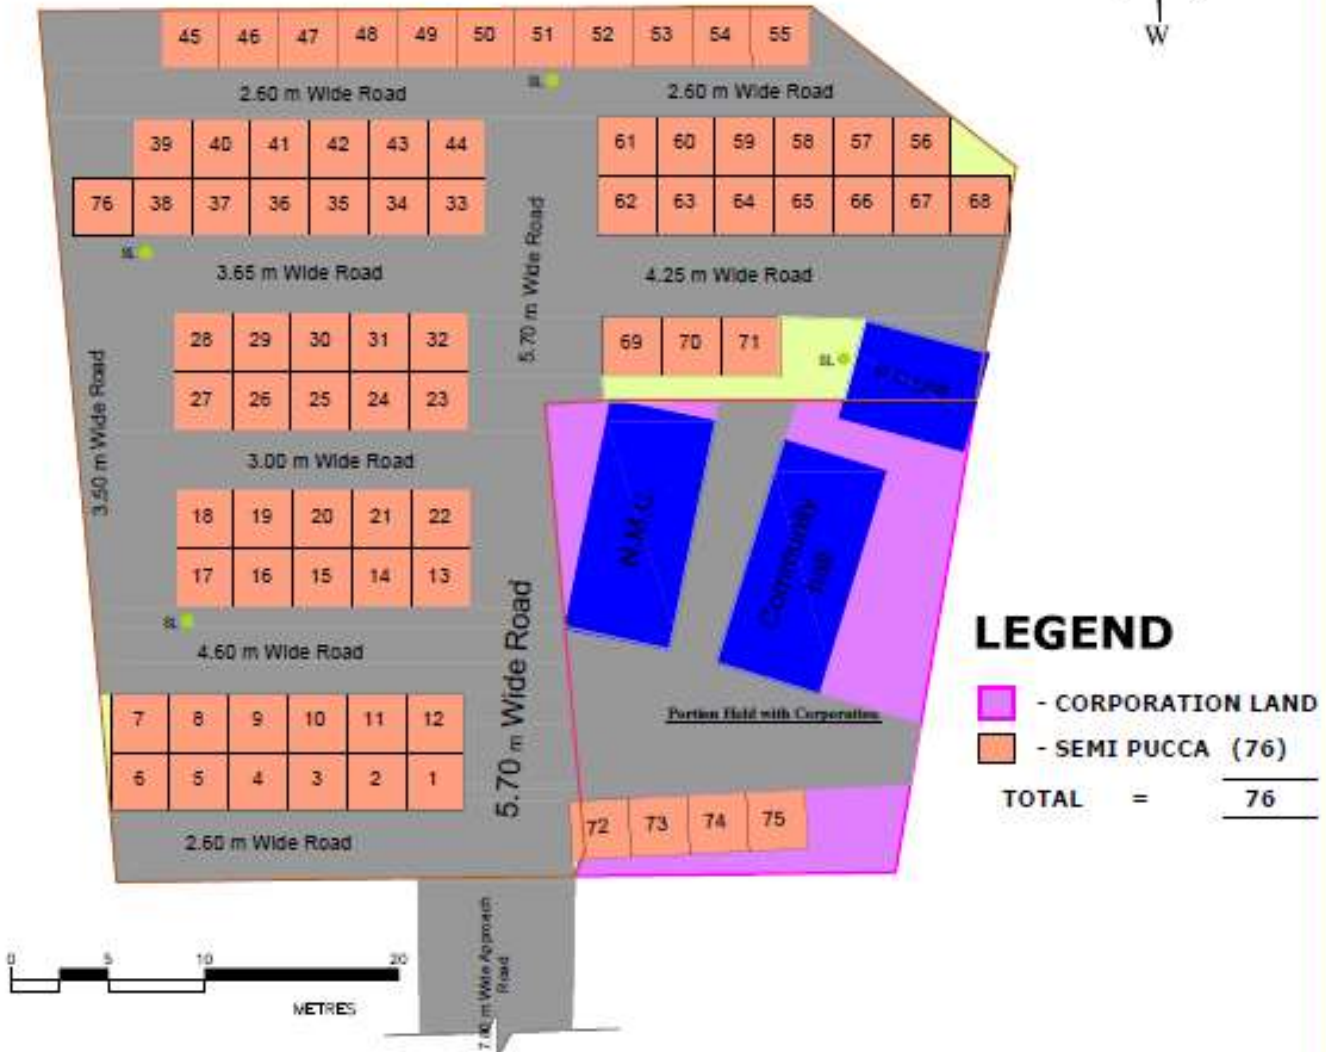 W
45 46 47 48 49 50 51 52 53 54 55
SL
2.60 m Wide Road
2.60 m Wide Road
39 40 41 42 43 44
61 60 59 58 57 56
76 38 37 36 35 34 33
62 63 64 65 66 67 68
SL
3.65 m Wide Road
5.70 m Wide Road
4.25 m Wide Road
28 29 30 31 32
69 70 71
SL
27 26 25 24 23
3.50 m Wide Road
3.00 m Wide Road
18 19 20 21 22
N.M.C.
Community
hall
17 16 15 14 13
SL
4.60 m Wide Road
5.70 m Wide Road
7 8 9 10 11 12
Portion Held with Corporation
6 5 4 3 2 1
72 73 74 75
2.60 m Wide Road
LEGEND
- CORPORATION LAND
- SEMI PUCCA (76)
TOTAL = 76
7.00 m Wide Approach
Road
0 5 10 20
METRES